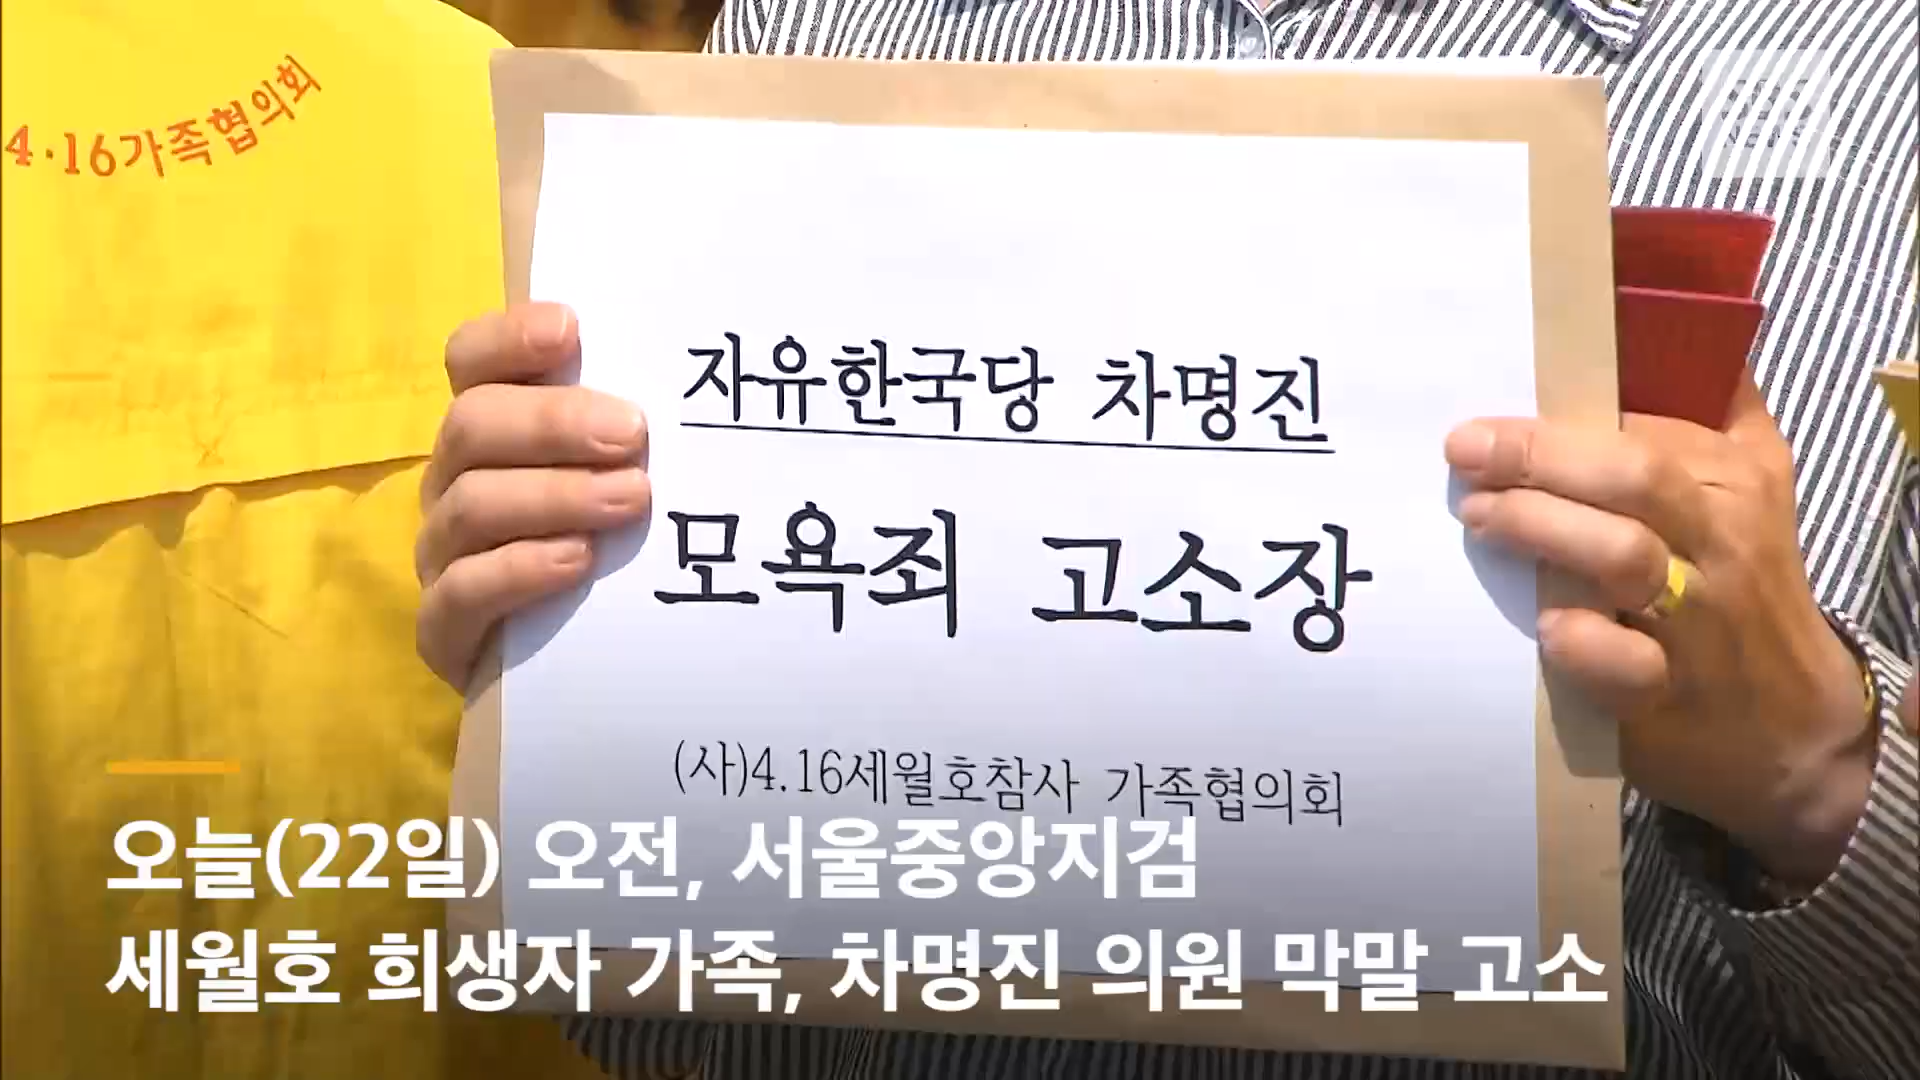 4.16가족협의회
자유한국당 차명진
모욕죄 고소장
(사)4.16세월호참사 가족협의회
오늘(22일) 오전, 서울중앙지검
세월호 희생자 가족, 차명진 의원 막말 고소